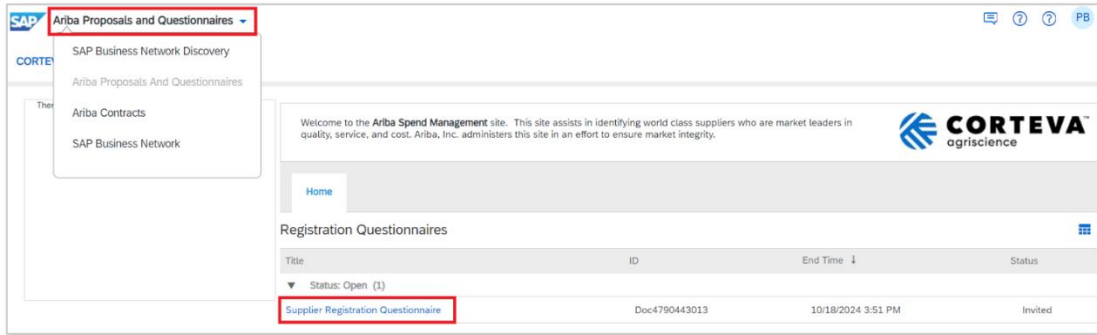 SAP Ariba Proposals and Questionnaires
PB
SAP Business Network Discovery
CORTEV
Ariba Proposals And Questionnaires
Ther
Ariba Contracts
SAP Business Network
Welcome to the Ariba Spend Management site. This site assists in identifying world class suppliers who are market leaders in
quality, service, and cost. Ariba, Inc. administers this site in an effort to ensure market integrity.
CORTEVA™
agriscience
Home
Registration Questionnaires
Title ID End Time ↓ Status
▼ Status: Open (1)
Supplier Registration Questionnaire Doc4790443013 10/18/2024 3:51 PM Invited